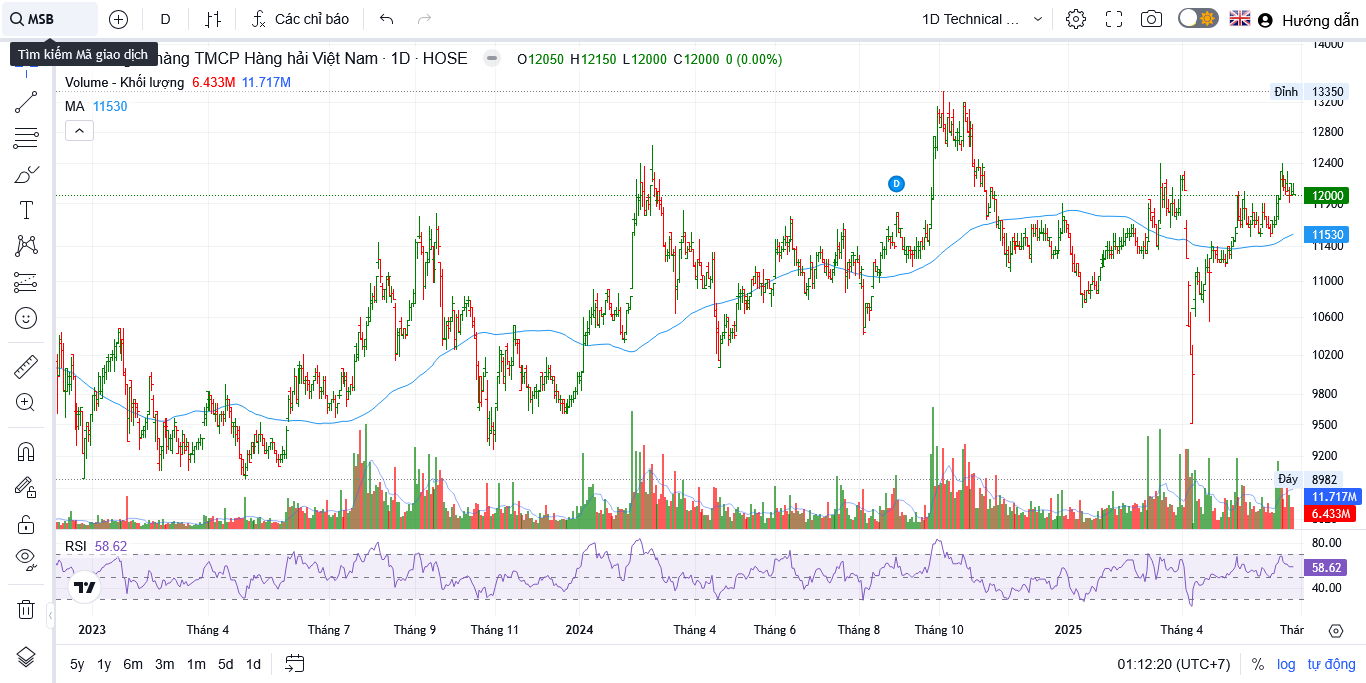 MSB
D
Các chỉ báo
1D Technical ...
Hướng dẫn
Tìm kiếm Mã giao dịch
hàng TMCP Hàng hải Việt Nam · 1D · HOSE
O12050 H12150 L12000 C12000 0 (0.00%)
Volume - Khối lượng 6.433M 11.717M
MA 11530
D
14000
Đỉnh 13350
13200
12800
12400
12000
11530
11400
11000
10600
10200
9800
9500
9200
Đáy 8982
11.717M
6.433M
RSI 58.62
80.00
58.62
40.00
2023 Tháng 4 Tháng 7 Tháng 9 Tháng 11 2024 Tháng 4 Tháng 6 Tháng 8 Tháng 10 2025 Tháng 4 Thár
5y 1y 6m 3m 1m 5d 1d
01:12:20 (UTC+7) % log tự động